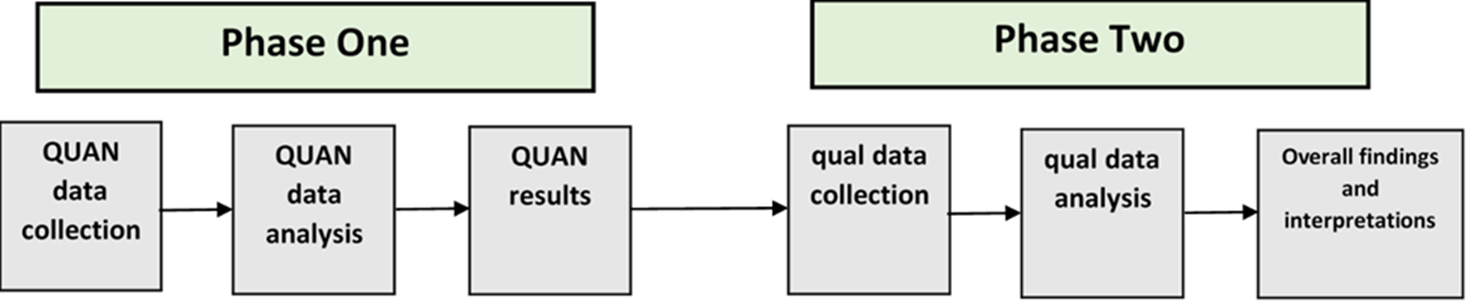 Phase One
Phase Two
QUAN
data
collection
QUAN
data
analysis
QUAN
results
qual data
collection
qual data
analysis
Overall findings
and
interpretations